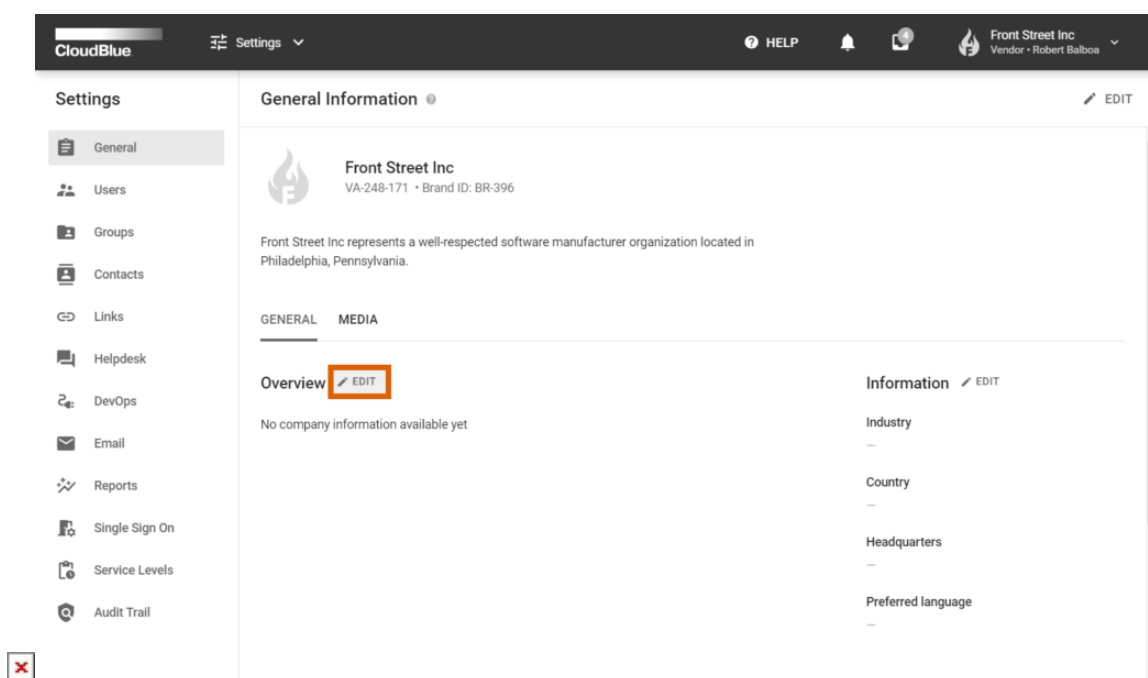 CloudBlue
Settings
HELP
4
Front Street Inc
Vendor • Robert Balboa
Settings
General
Users
Groups
Contacts
Links
Helpdesk
DevOps
Email
Reports
Single Sign On
Service Levels
Audit Trail
General Information
EDIT
Front Street Inc
VA-248-171 • Brand ID: BR-396
Front Street Inc represents a well-respected software manufacturer organization located in
Philadelphia, Pennsylvania.
GENERAL MEDIA
Overview EDIT
No company information available yet
Information EDIT
Industry
—
Country
—
Headquarters
—
Preferred language
—